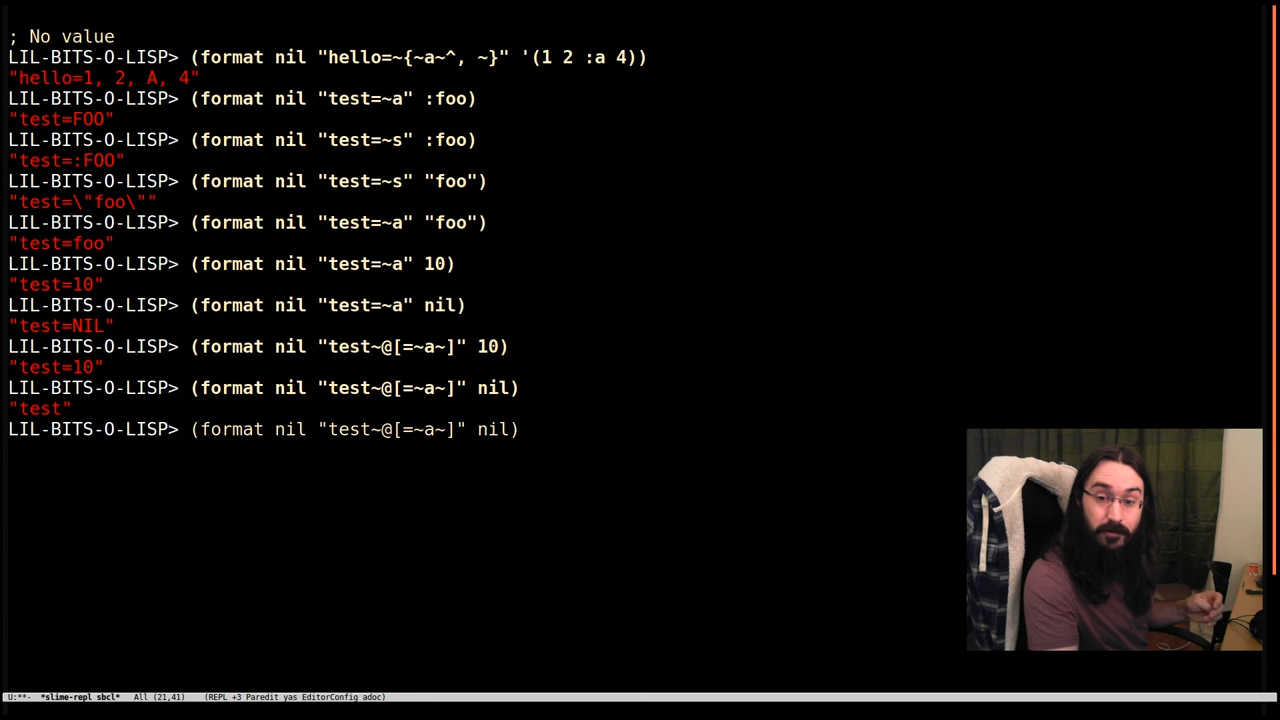 ; No value
LIL-BITS-O-LISP> (format nil "hello=~{~a~^, ~}" '(1 2 :a 4))
"hello=1, 2, A, 4"
LIL-BITS-O-LISP> (format nil "test=~a" :foo)
"test=FOO"
LIL-BITS-O-LISP> (format nil "test=~s" :foo)
"test=:FOO"
LIL-BITS-O-LISP> (format nil "test=~s" "foo")
"test=\"foo\""
LIL-BITS-O-LISP> (format nil "test=~a" "foo")
"test=foo"
LIL-BITS-O-LISP> (format nil "test=~a" 10)
"test=10"
LIL-BITS-O-LISP> (format nil "test=~a" nil)
"test=NIL"
LIL-BITS-O-LISP> (format nil "test~@[=~a~]" 10)
"test=10"
LIL-BITS-O-LISP> (format nil "test~@[=~a~]" nil)
"test"
LIL-BITS-O-LISP> (format nil "test~@[=~a~]" nil)
U:**- *slime-repl sbcl* All (21,41) (REPL +3 Paredit yas EditorConfig adoc)